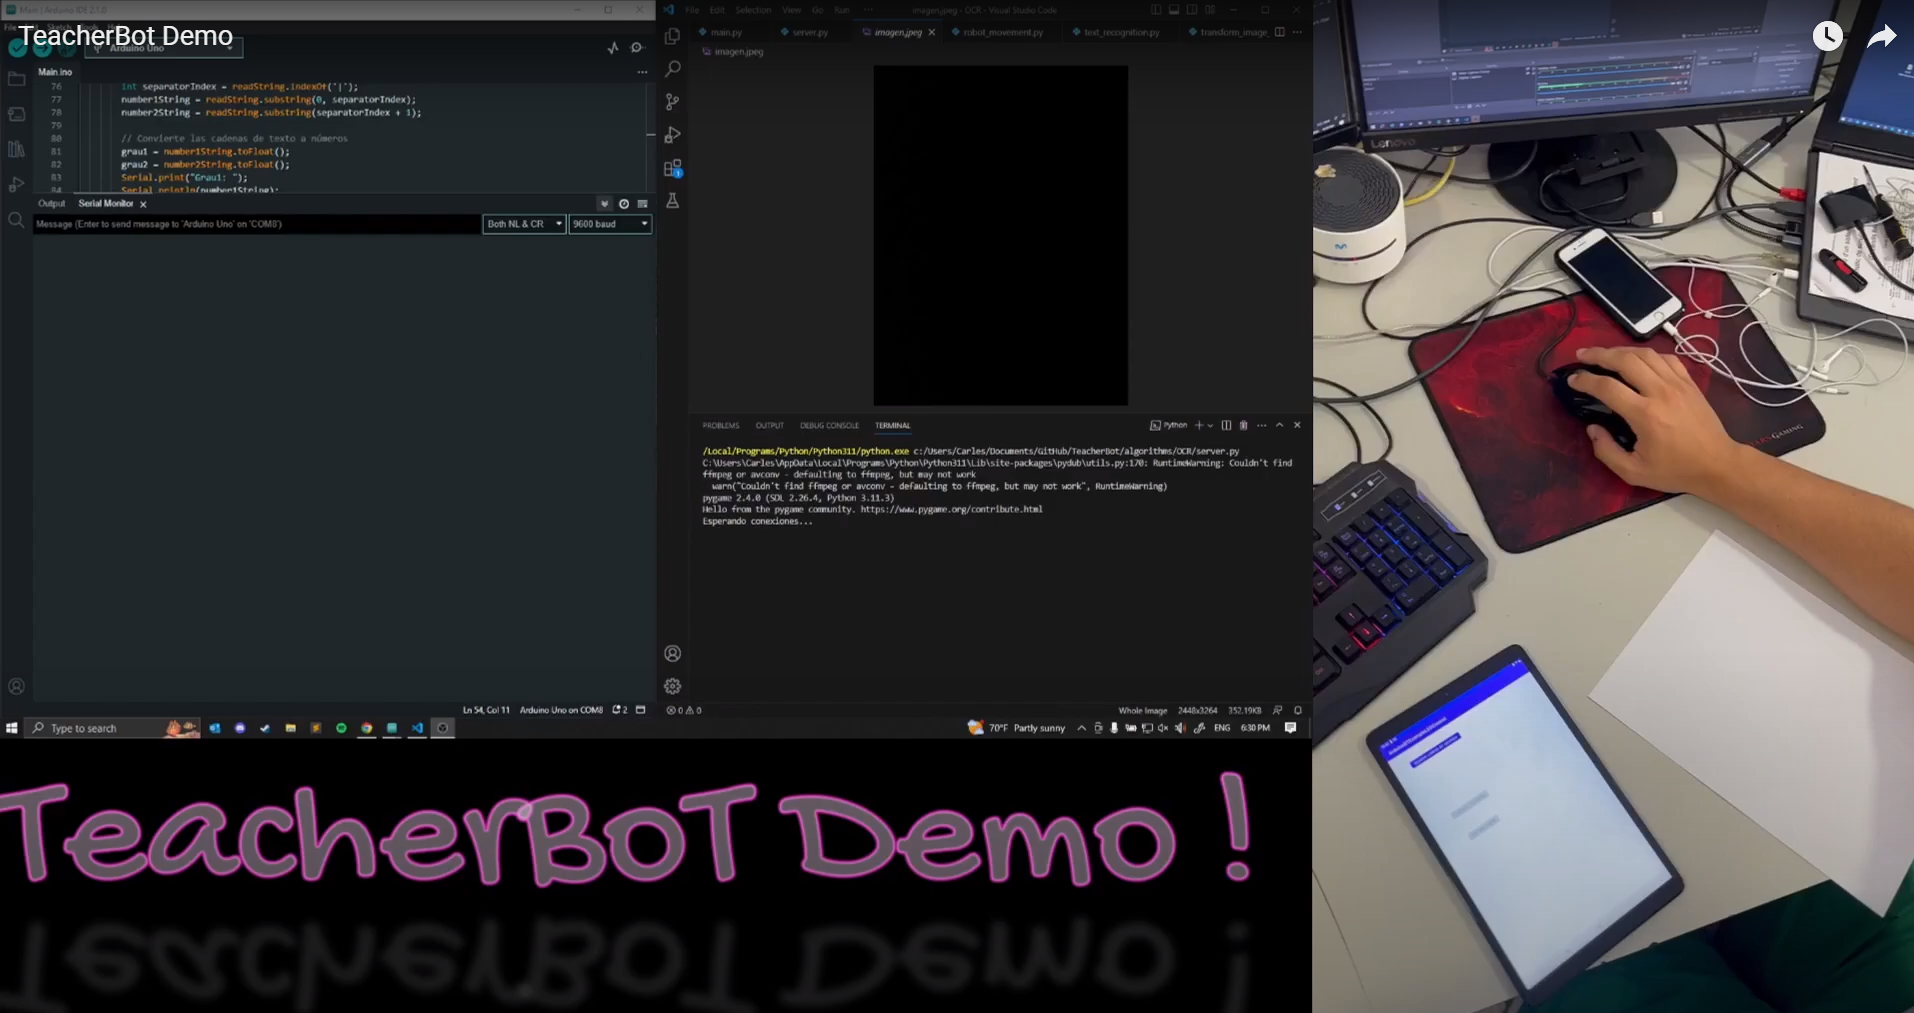 TeacherBot Demo
Main | Arduino IDE 2.1.0
Arduino Uno
Main.ino
76 int separatorIndex = readString.indexOf('|');
77 number1String = readString.substring(0, separatorIndex);
78 number2String = readString.substring(separatorIndex + 1);
79
80 // Convierte las cadenas de texto a números
81 grau1 = number1String.toFloat();
82 grau2 = number2String.toFloat();
83 Serial.print("Grau1: ");
84 Serial.println(number1String);
Output Serial Monitor
Message (Enter to send message to 'Arduino Uno' on 'COM8')
Both NL & CR
9600 baud
Ln 54, Col 11 Arduino Uno on COM8 2
File Edit Selection View Go Run ··· imagen.jpeg - OCR - Visual Studio Code
main.py server.py imagen.jpeg robot_movement.py text_recognition.py transform_image_
imagen.jpeg
1
PROBLEMS OUTPUT DEBUG CONSOLE TERMINAL
Python
/Local/Programs/Python/Python311/python.exe c:/Users/Carles/Documents/GitHub/TeacherBot/algorithms/OCR/server.py
C:\Users\Carles\AppData\Local\Programs\Python\Python311\Lib\site-packages\pydub\utils.py:170: RuntimeWarning: Couldn't find
ffmpeg or avconv - defaulting to ffmpeg, but may not work
warn("Couldn't find ffmpeg or avconv - defaulting to ffmpeg, but may not work", RuntimeWarning)
pygame 2.4.0 (SDL 2.26.4, Python 3.11.3)
Hello from the pygame community. https://www.pygame.org/contribute.html
Esperando conexiones...
0 0
Whole Image 2448x3264 352.19KB
Type to search
70°F Partly sunny
ENG 6:30 PM
TeacherBoT Demo !
Lenovo
GAMING